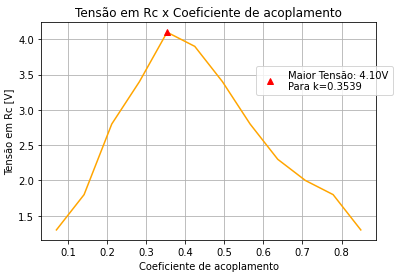 Tensão em Rc x Coeficiente de acoplamento
Tensão em Rc [V]
4.0
3.5
3.0
2.5
2.0
1.5
Maior Tensão: 4.10V
Para k=0.3539
0.1 0.2 0.3 0.4 0.5 0.6 0.7 0.8
Coeficiente de acoplamento